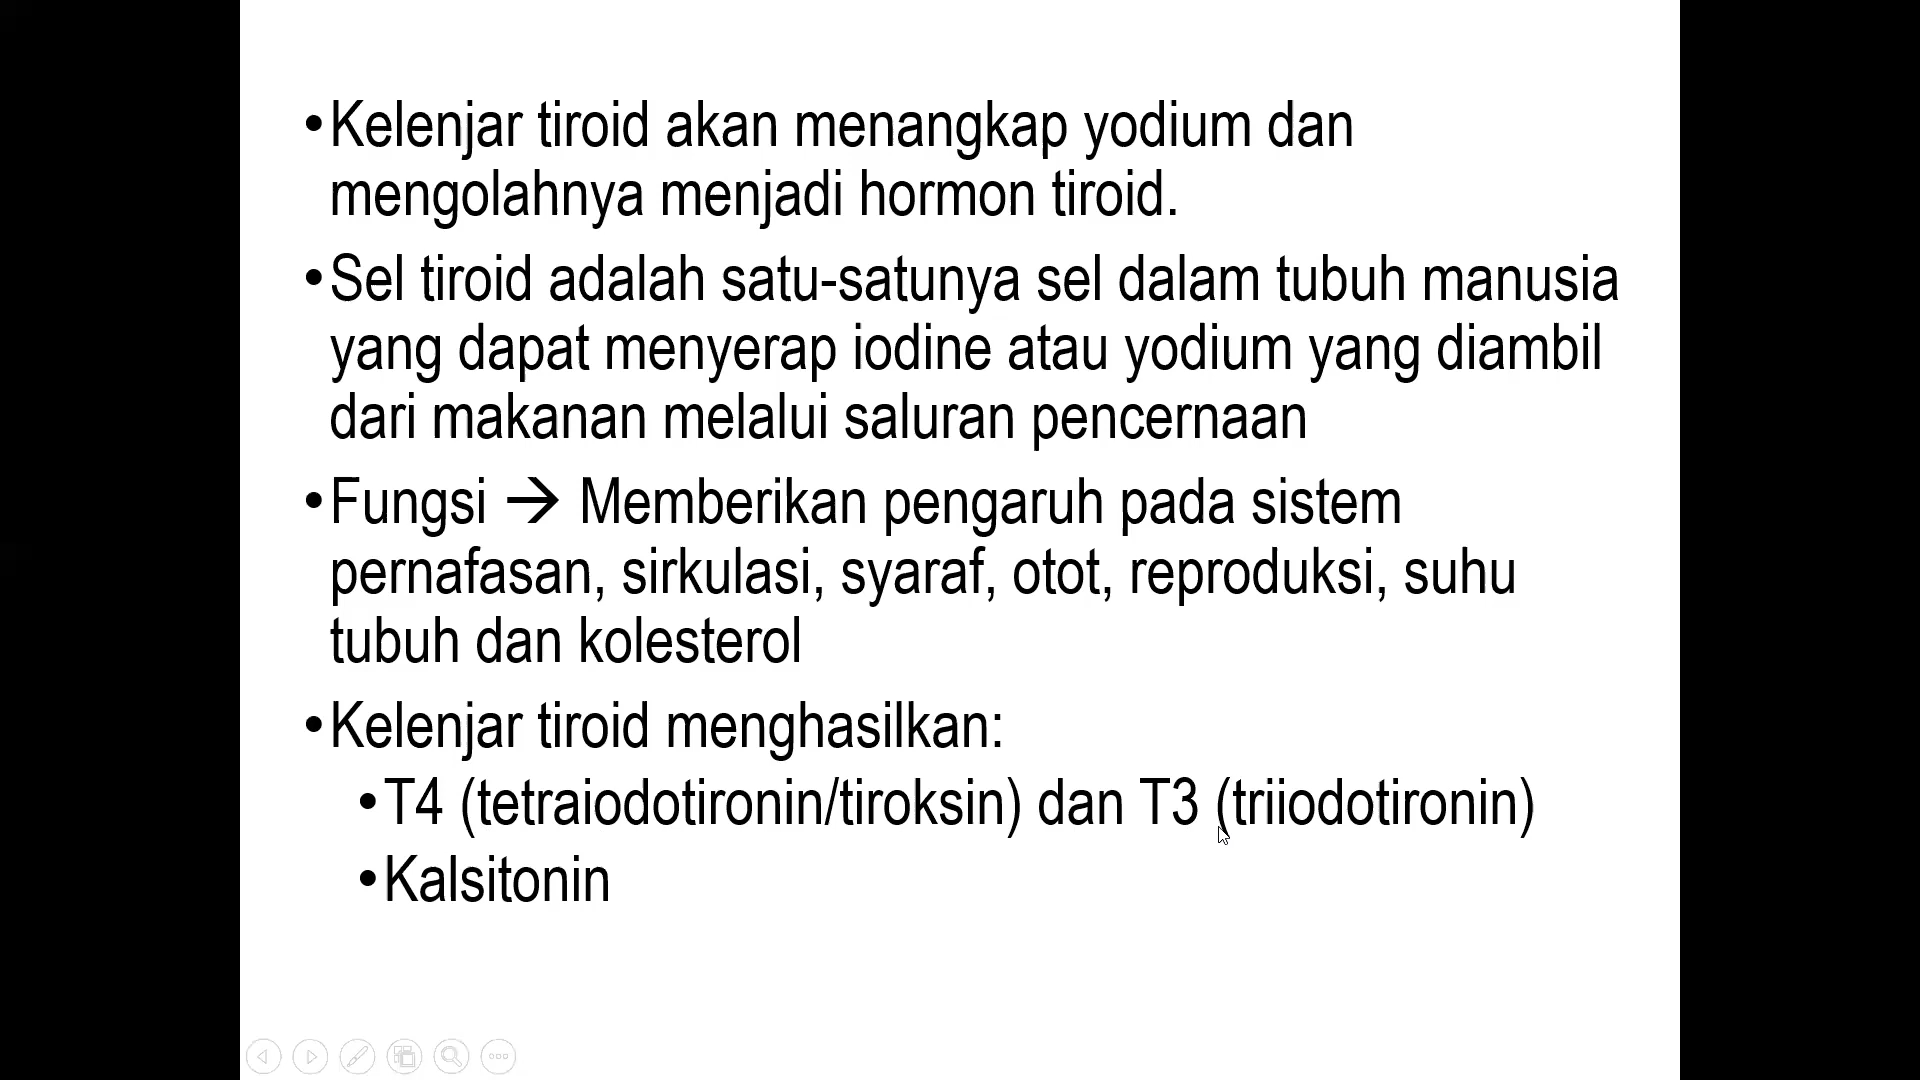 •Kelenjar tiroid akan menangkap yodium dan
mengolahnya menjadi hormon tiroid.
•Sel tiroid adalah satu-satunya sel dalam tubuh manusia
yang dapat menyerap iodine atau yodium yang diambil
dari makanan melalui saluran pencernaan
•Fungsi → Memberikan pengaruh pada sistem
pernafasan, sirkulasi, syaraf, otot, reproduksi, suhu
tubuh dan kolesterol
•Kelenjar tiroid menghasilkan:
•T4 (tetraiodotironin/tiroksin) dan T3 (triiodotironin)
•Kalsitonin